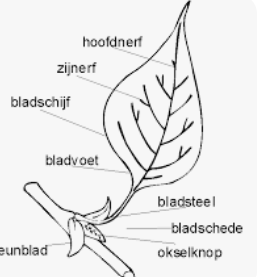 hoofdnerf
zijnerf
bladschijf
bladvoet
bladsteel
bladschede
eunblad
okselknop